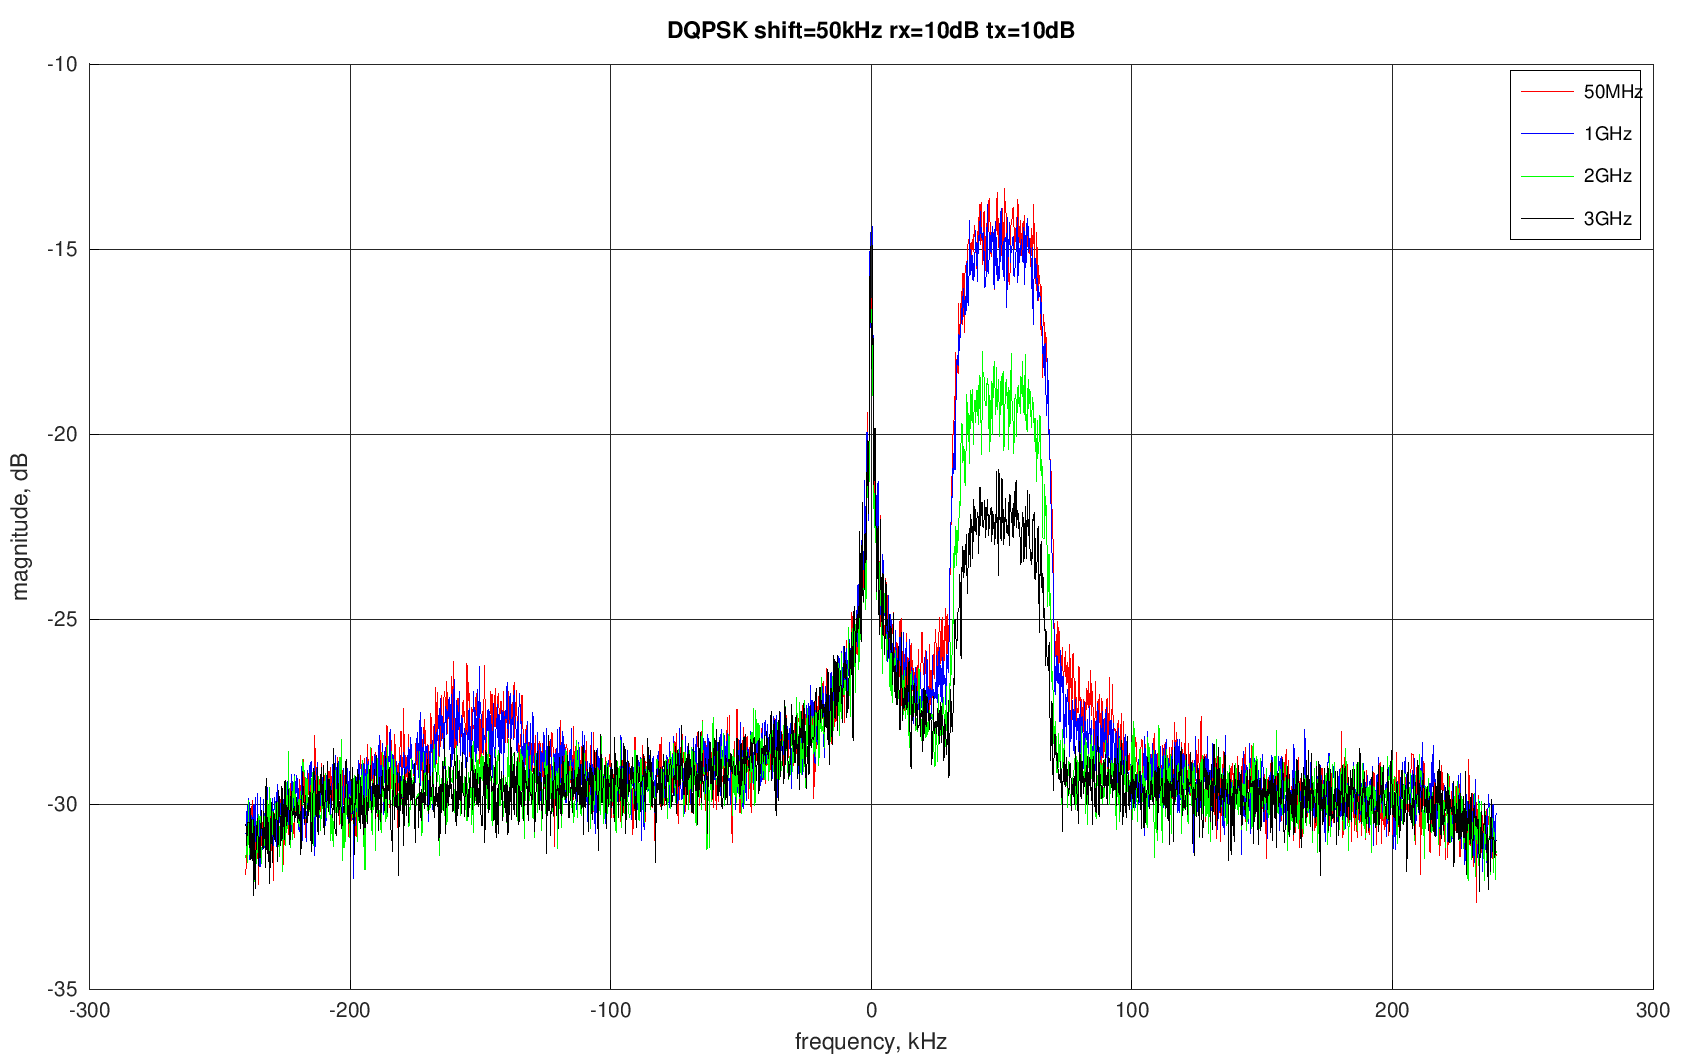 DQPSK shift=50kHz rx=10dB tx=10dB
-10
-15
-20
-25
-30
-35
magnitude, dB
50MHz
1GHz
2GHz
3GHz
-300 -200 -100 0 100 200 300
frequency, kHz